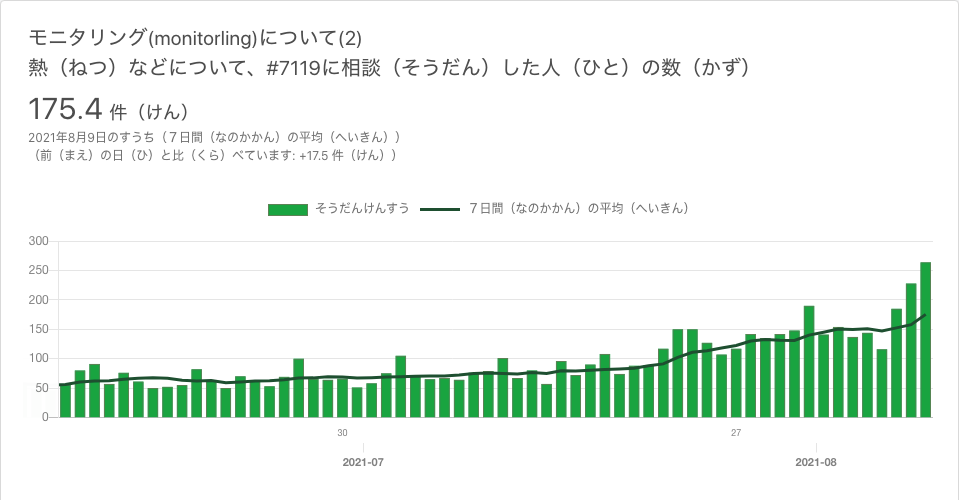 モニタリング(monitorling)について(2)
熱（ねつ）などについて、#7119に相談（そうだん）した人（ひと）の数（かず）
175.4 件（けん）
2021年8月9日のすうち（７日間（なのかかん）の平均（へいきん））
（前（まえ）の日（ひ）と比（くら）べています: +17.5 件（けん））
そうだんけんすう ７日間（なのかかん）の平均（へいきん）
300
250
200
150
100
50
0
30 27
2021-07 2021-08